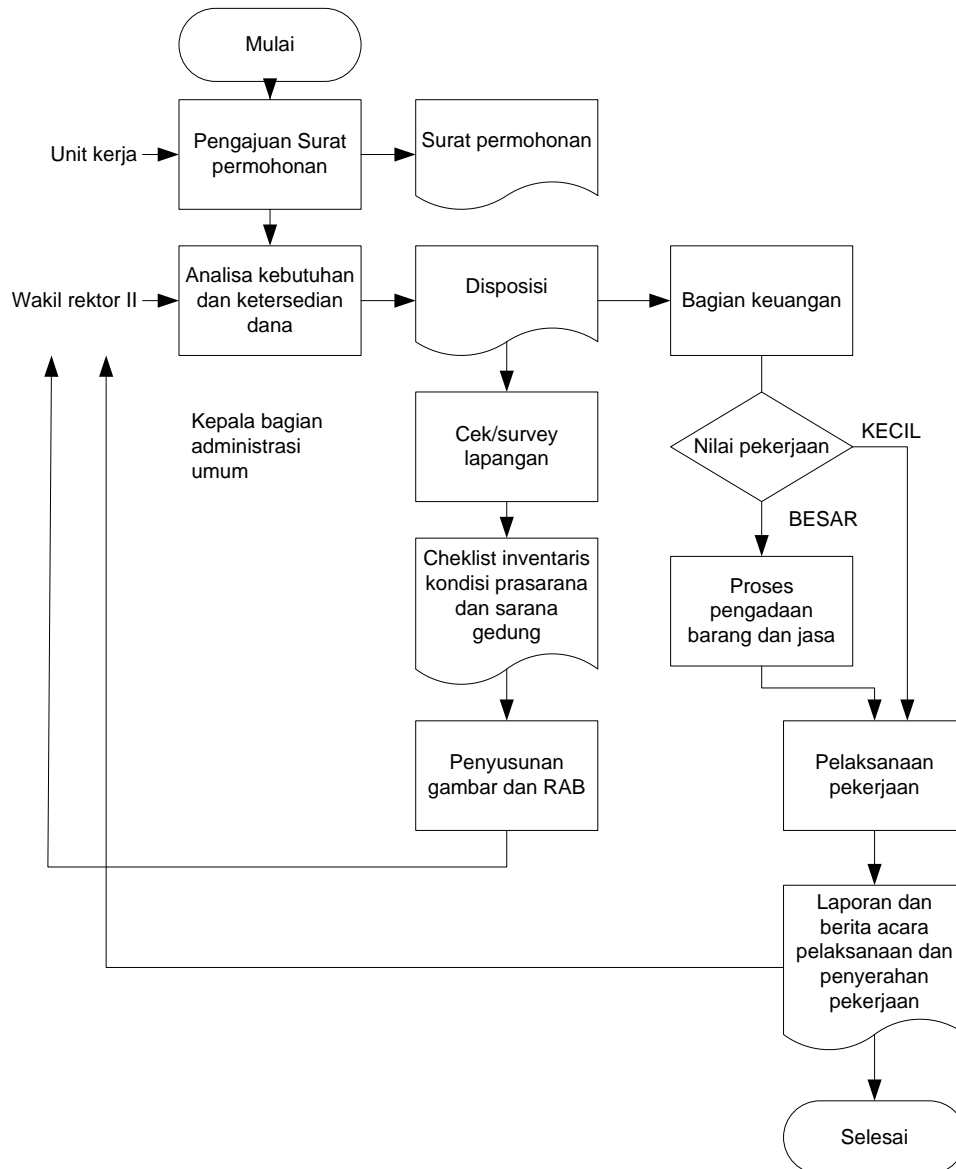 Mulai
Unit kerja
Pengajuan Surat
permohonan
Surat permohonan
Wakil rektor II
Analisa kebutuhan
dan ketersedian
dana
Disposisi
Bagian keuangan
Kepala bagian
administrasi
umum
Cek/survey
lapangan
Nilai pekerjaan
KECIL
BESAR
Cheklist inventaris
kondisi prasarana
dan sarana
gedung
Proses
pengadaan
barang dan jasa
Penyusunan
gambar dan RAB
Pelaksanaan
pekerjaan
Laporan dan
berita acara
pelaksanaan dan
penyerahan
pekerjaan
Selesai